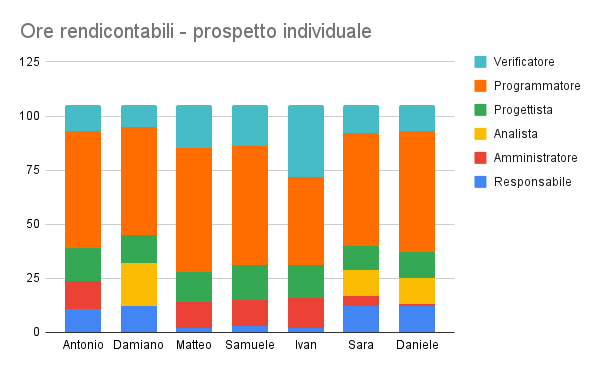 Ore rendicontabili - prospetto individuale
125
100
75
50
25
0
Antonio Damiano Matteo Samuele Ivan Sara Daniele
Verificatore
Programmatore
Progettista
Analista
Amministratore
Responsabile